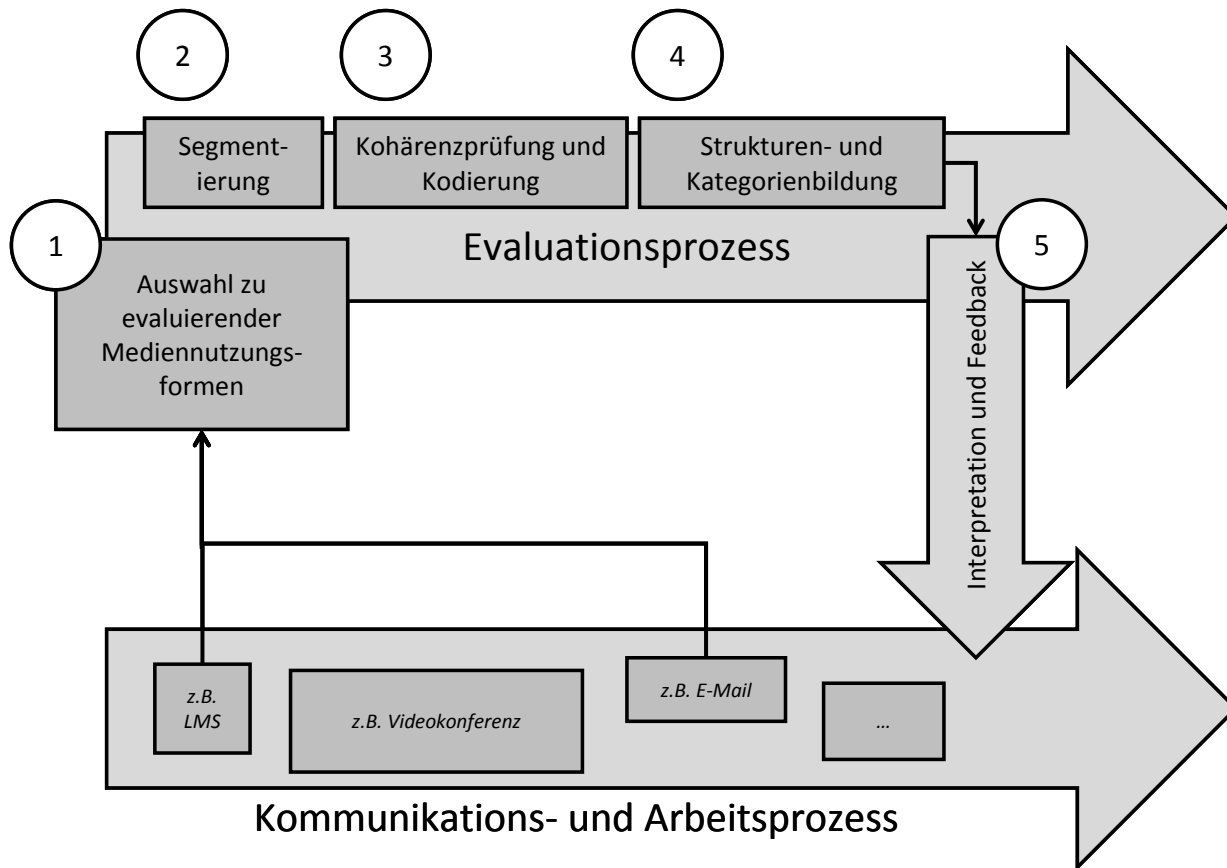 2
3
4
Segment-
ierung
Kohärenzprüfung und
Kodierung
Strukturen- und
Kategorienbildung
1
Evaluationsprozess
5
Auswahl zu
evaluierender
Mediennutzungs-
formen
Interpretation und Feedback
z.B.
LMS
z.B. Videokonferenz
z.B. E-Mail
...
Kommunikations- und Arbeitsprozess